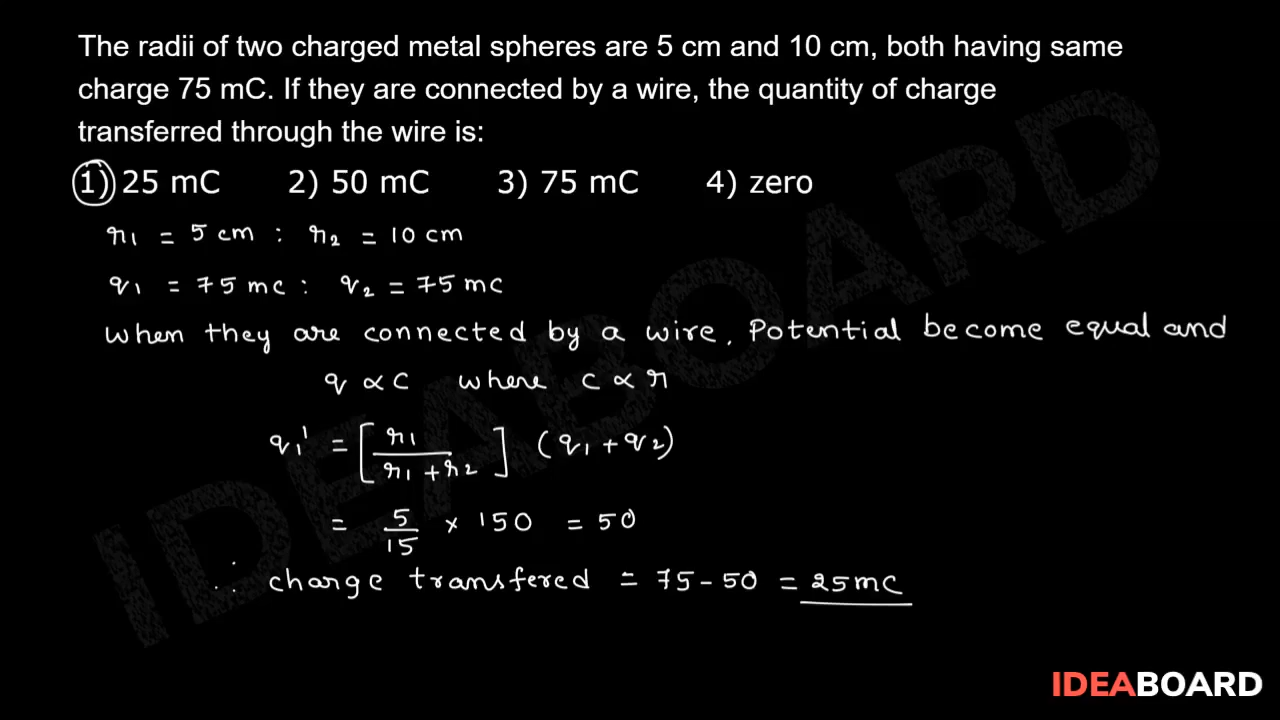 The radii of two charged metal spheres are 5 cm and 10 cm, both having same
charge 75 mC. If they are connected by a wire, the quantity of charge
transferred through the wire is:
1) 25 mC 2) 50 mC 3) 75 mC 4) zero
r1 = 5 cm : r2 = 10 cm
q1 = 75 mc : q2 = 75 mc
when they are connected by a wire, Potential become equal and
q ∝ c where c ∝ r
q1' = [r1 / r1 + r2] (q1 + q2)
= 5/15 × 150 = 50
∴ charge transfered = 75 - 50 = 25 mc
IDEABOARD
IDEABOARD